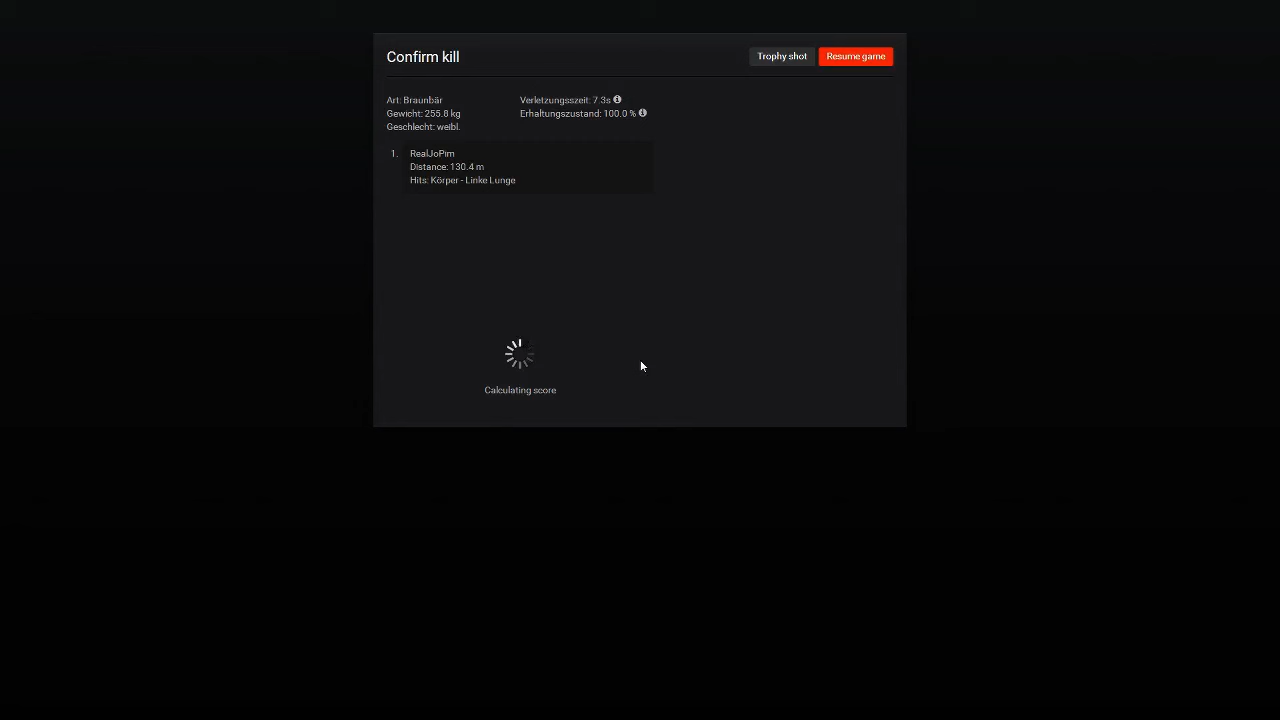 Confirm kill
Trophy shot
Resume game
Art: Braunbär
Gewicht: 255.8 kg
Geschlecht: weibl.
Verletzungsszeit: 7.3s
Erhaltungszustand: 100.0 %
1.
RealJoPim
Distance: 130.4 m
Hits: Körper - Linke Lunge
Calculating score